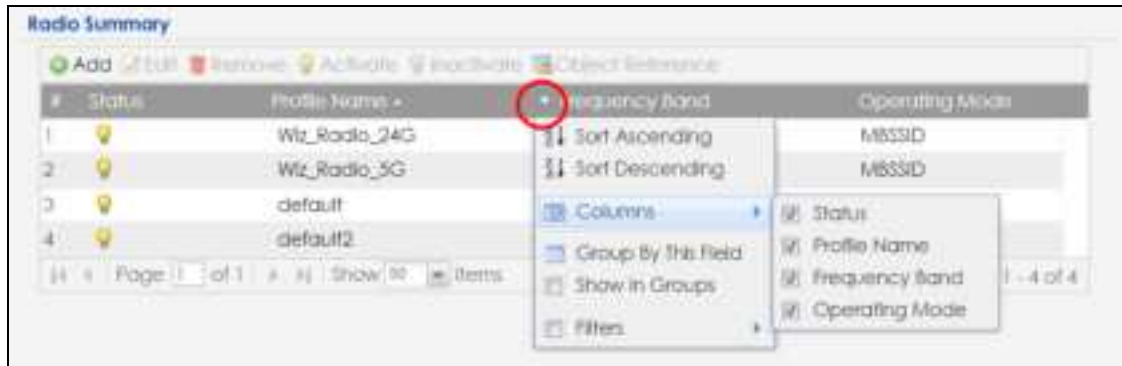 Radio Summary
Add Edit Remove Activate Inactivate Object Reference
# Status Profile Name Frequency Band Operating Mode
1 Wiz_Radio_24G Sort Ascending MBSSID
2 Wiz_Radio_5G Sort Descending MBSSID
3 default Columns Status
4 default2 Group By This Field Profile Name
Page 1 of 1 Show 50 items Show in Groups Frequency Band 1 - 4 of 4
Filters Operating Mode